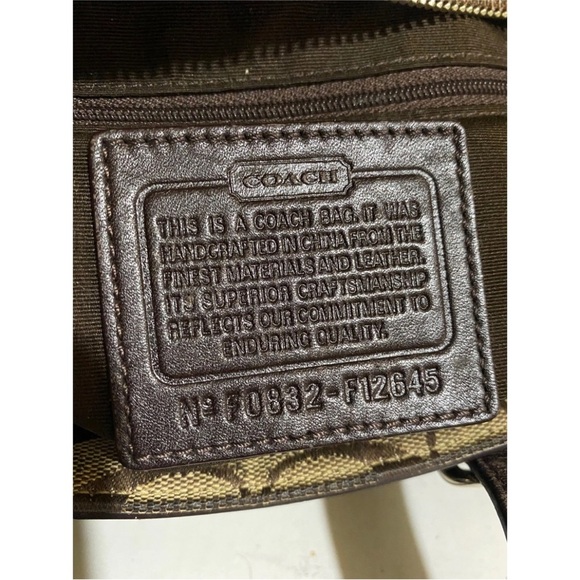 COACH
THIS IS A COACH BAG. IT WAS
HANDCRAFTED IN CHINA FROM THE
FINEST MATERIALS AND LEATHER.
ITS SUPERIOR CRAFTSMANSHIP
REFLECTS OUR COMMITMENT TO
ENDURING QUALITY.
Nº F0832-F12645